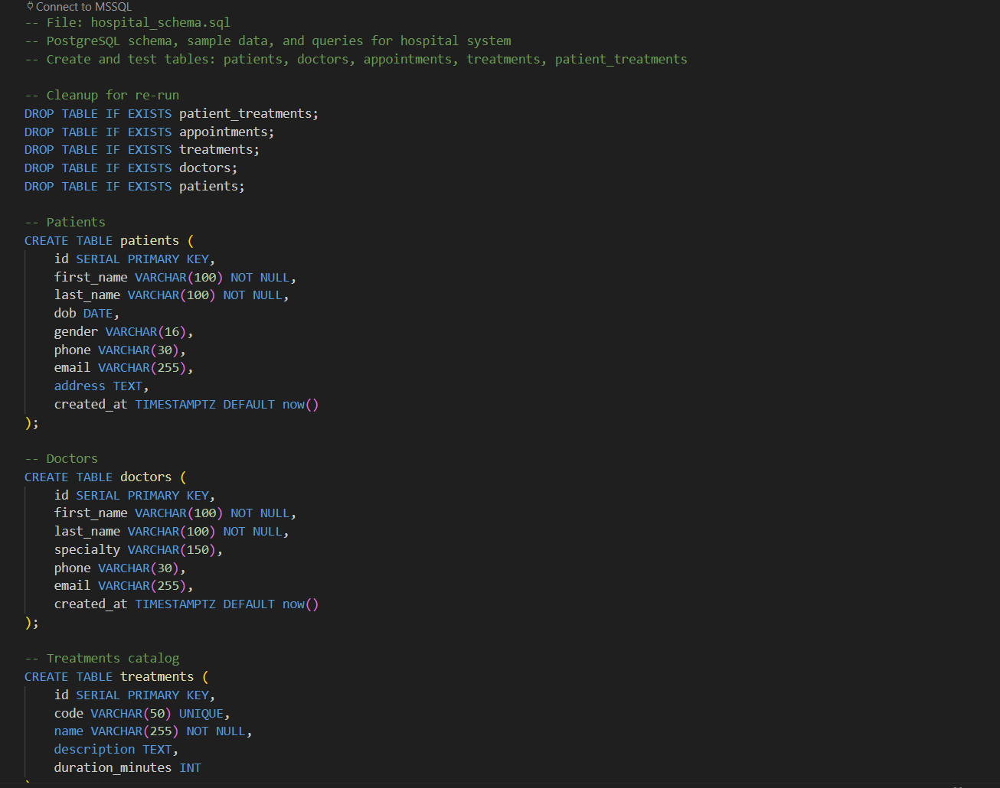 Connect to MSSQL
-- File: hospital_schema.sql
-- PostgreSQL schema, sample data, and queries for hospital system
-- Create and test tables: patients, doctors, appointments, treatments, patient_treatments

-- Cleanup for re-run
DROP TABLE IF EXISTS patient_treatments;
DROP TABLE IF EXISTS appointments;
DROP TABLE IF EXISTS treatments;
DROP TABLE IF EXISTS doctors;
DROP TABLE IF EXISTS patients;

-- Patients
CREATE TABLE patients (
    id SERIAL PRIMARY KEY,
    first_name VARCHAR(100) NOT NULL,
    last_name VARCHAR(100) NOT NULL,
    dob DATE,
    gender VARCHAR(16),
    phone VARCHAR(30),
    email VARCHAR(255),
    address TEXT,
    created_at TIMESTAMPTZ DEFAULT now()
);

-- Doctors
CREATE TABLE doctors (
    id SERIAL PRIMARY KEY,
    first_name VARCHAR(100) NOT NULL,
    last_name VARCHAR(100) NOT NULL,
    specialty VARCHAR(150),
    phone VARCHAR(30),
    email VARCHAR(255),
    created_at TIMESTAMPTZ DEFAULT now()
);

-- Treatments catalog
CREATE TABLE treatments (
    id SERIAL PRIMARY KEY,
    code VARCHAR(50) UNIQUE,
    name VARCHAR(255) NOT NULL,
    description TEXT,
    duration_minutes INT